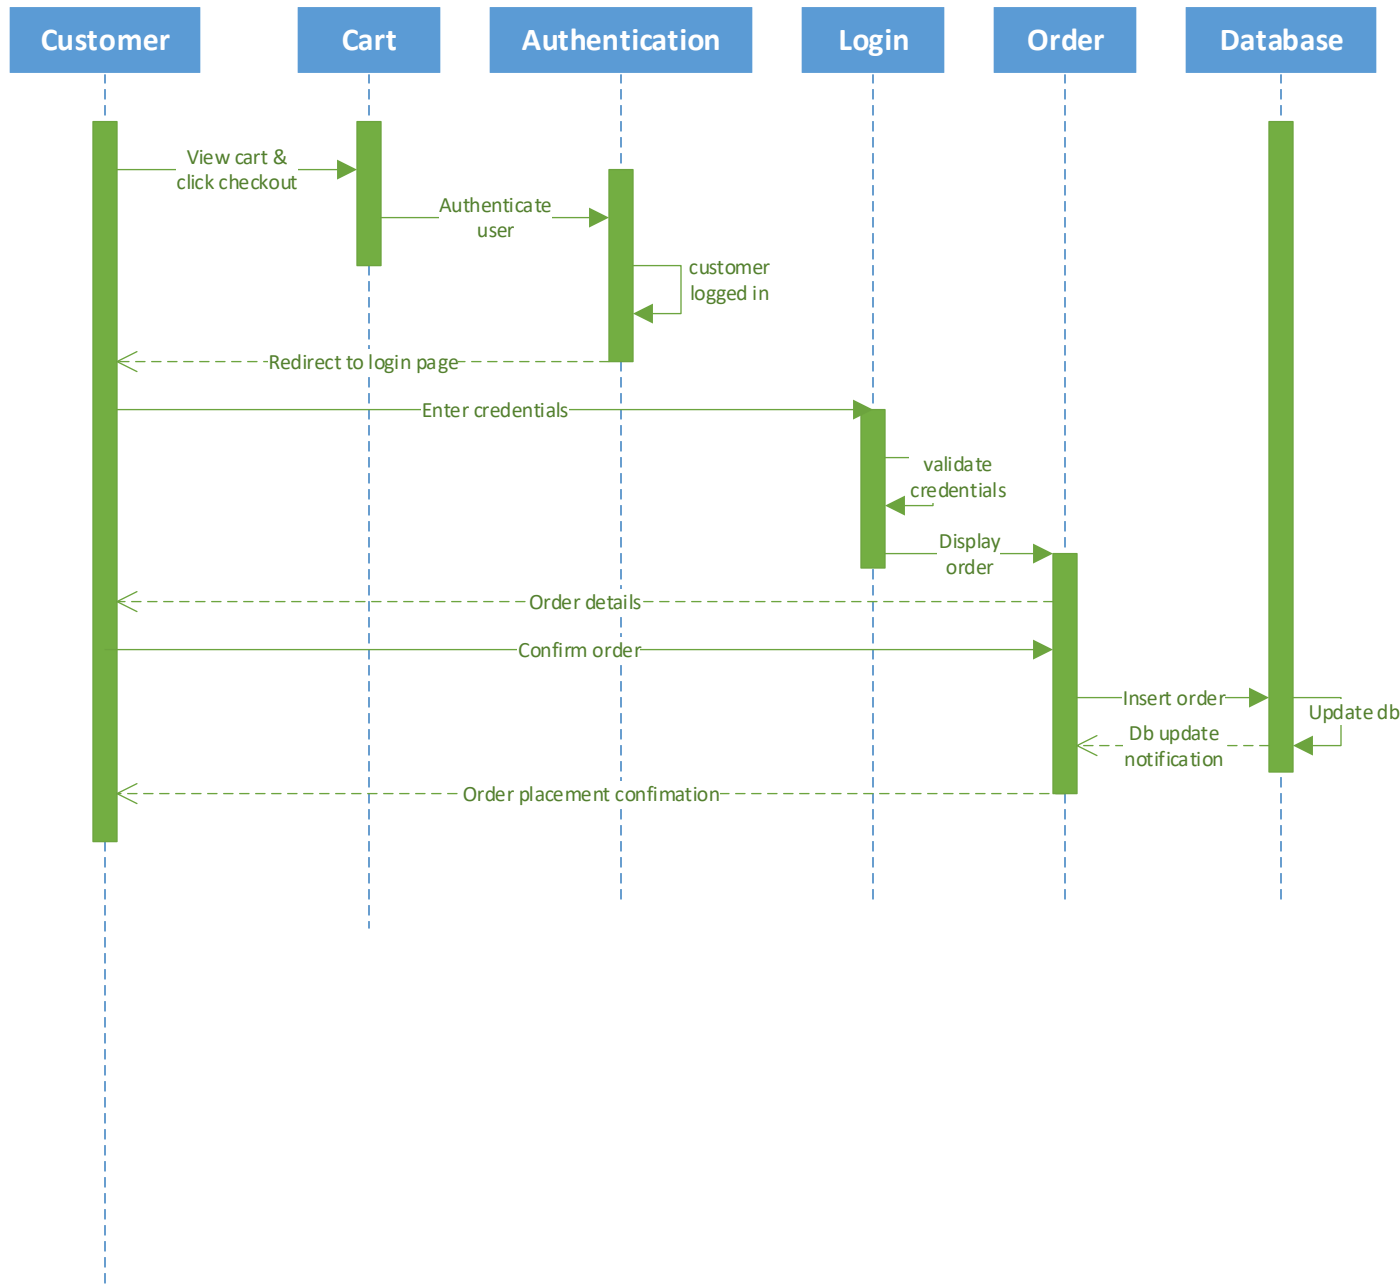 Customer
Cart
Authentication
Login
Order
Database
View cart &
click checkout
Authenticate
user
customer
logged in
Redirect to login page
Enter credentials
validate
credentials
Display
order
Order details
Confirm order
Insert order
Update db
Db update
notification
Order placement confimation